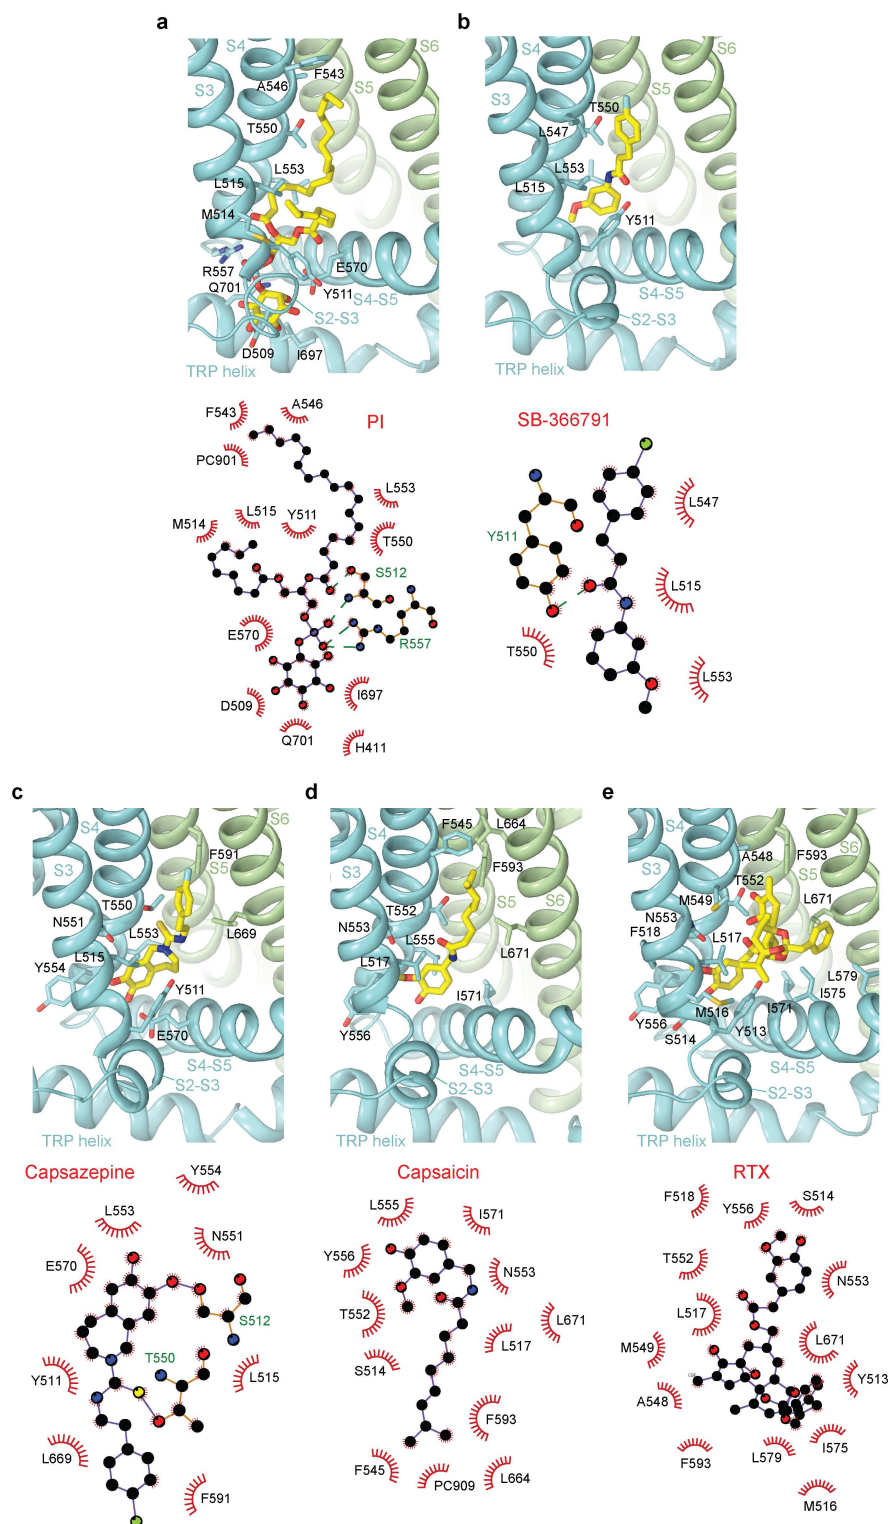 a
S4
S3
A546
F543
S5
S6
T550
L553
L515
M514
R557
Q701
E570
Y511
S4-S5
S2-S3
D509
I697
TRP helix
b
S4
S3
S6
S5
T550
L547
L553
L515
Y511
S4-S5
S2-S3
TRP helix
PI
F543
A546
PC901
L553
M514
L515
Y511
T550
S512
E570
R557
D509
I697
Q701
H411
SB-366791
L547
Y511
L515
T550
L553
c
S4
S3
S6
F591
S5
T550
N551
L553
L669
L515
Y554
Y511
E570
S4-S5
S2-S3
TRP helix
d
S4
S3
F545
L664
F593
T552
S5
S6
N553
L555
L517
L671
I571
Y556
S4-S5
S2-S3
TRP helix
e
S4
S3
A548
F593
S6
S5
T552
M549
N553
L671
F518
L517
L579
I575
I571
M516
Y556
Y513
S514
S4-S5
S2-S3
TRP helix
Capsazepine
Y554
L553
N551
E570
S512
T550
Y511
L515
L669
F591
Capsaicin
L555
I571
Y556
N553
T552
L671
L517
S514
F593
F545
PC909
L664
RTX
F518
Y556
S514
T552
N553
L517
L671
M549
Y513
A548
I575
F593
L579
M516